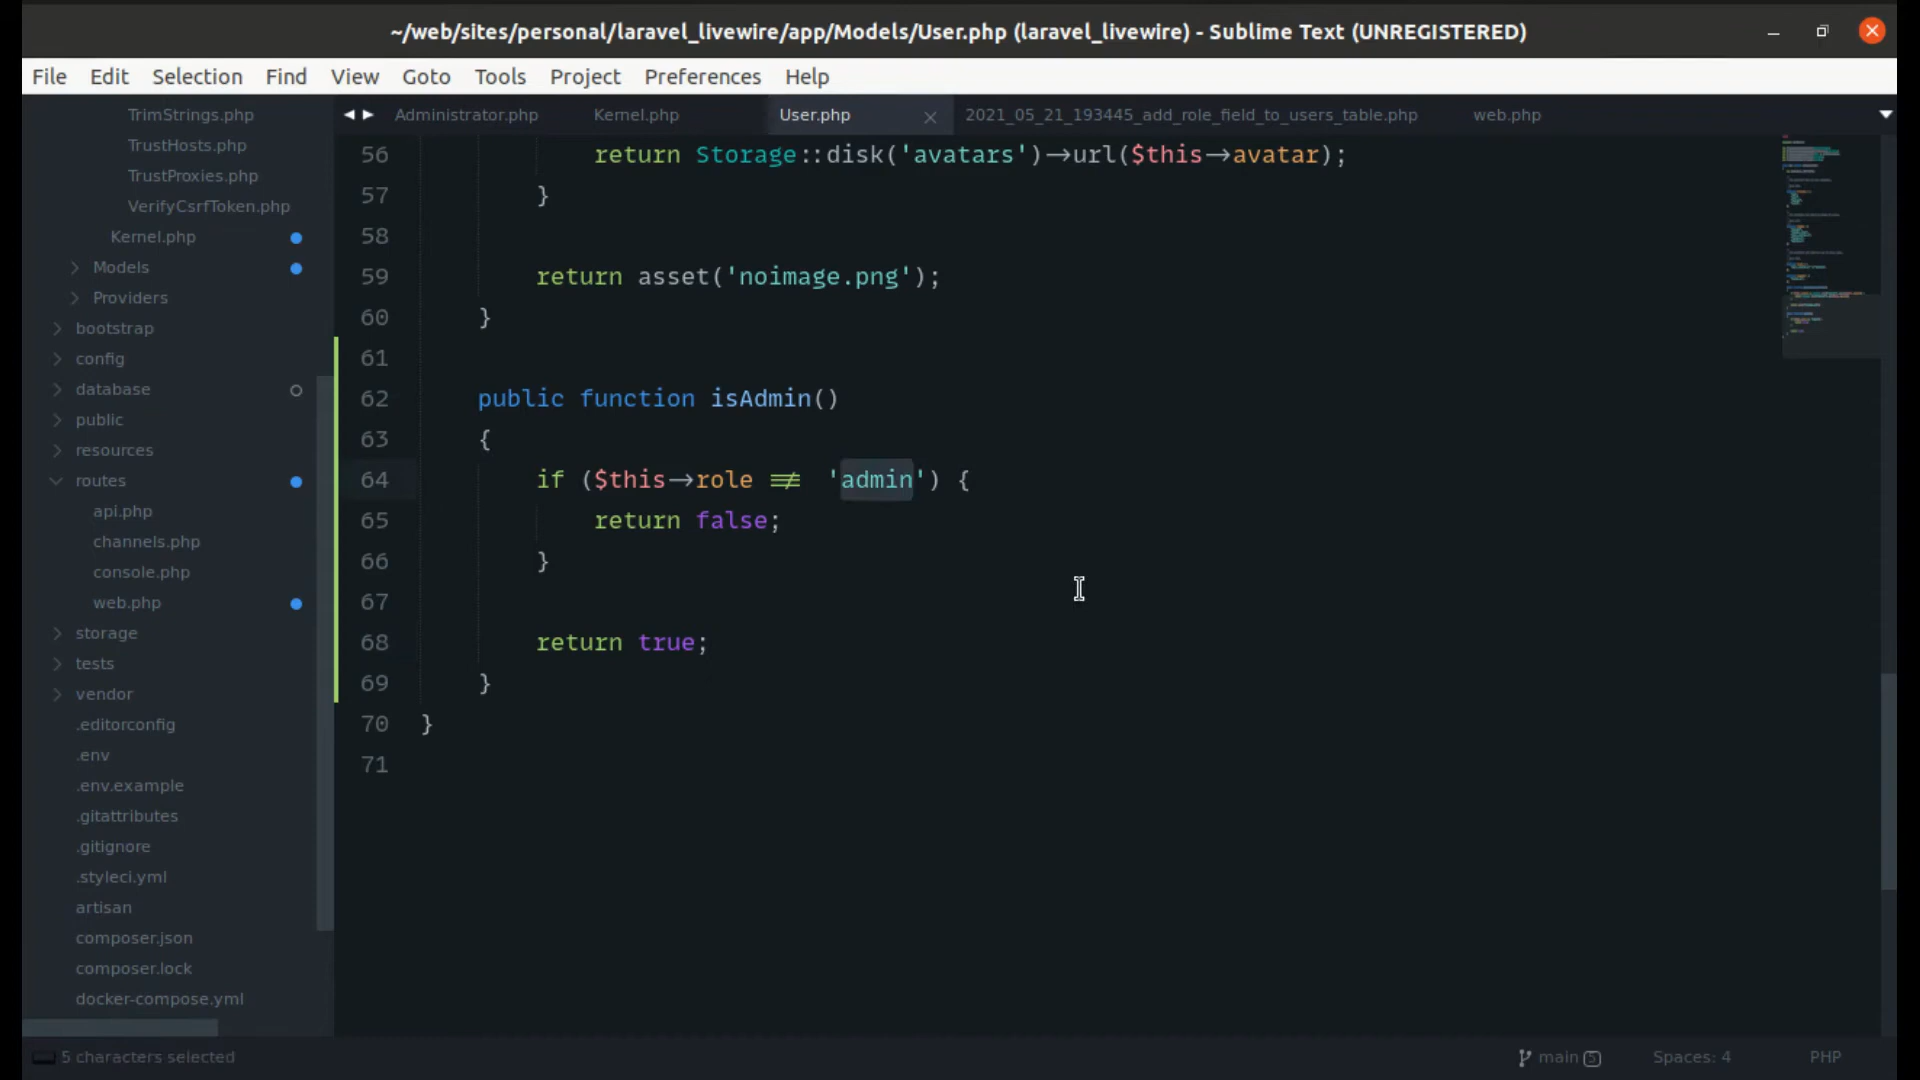 ~/web/sites/personal/laravel_livewire/app/Models/User.php (laravel_livewire) - Sublime Text (UNREGISTERED)
File Edit Selection Find View Goto Tools Project Preferences Help
TrimStrings.php
TrustHosts.php
TrustProxies.php
VerifyCsrfToken.php
Kernel.php
Models
Providers
bootstrap
config
database
public
resources
routes
api.php
channels.php
console.php
web.php
storage
tests
vendor
.editorconfig
.env
.env.example
.gitattributes
.gitignore
.styleci.yml
artisan
composer.json
composer.lock
docker-compose.yml
Administrator.php Kernel.php User.php 2021_05_21_193445_add_role_field_to_users_table.php web.php
56 return Storage::disk('avatars')->url($this->avatar);
57 }
58
59 return asset('noimage.png');
60 }
61
62 public function isAdmin()
63 {
64 if ($this->role !== 'admin') {
65 return false;
66 }
67
68 return true;
69 }
70 }
71
5 characters selected main 5 Spaces: 4 PHP